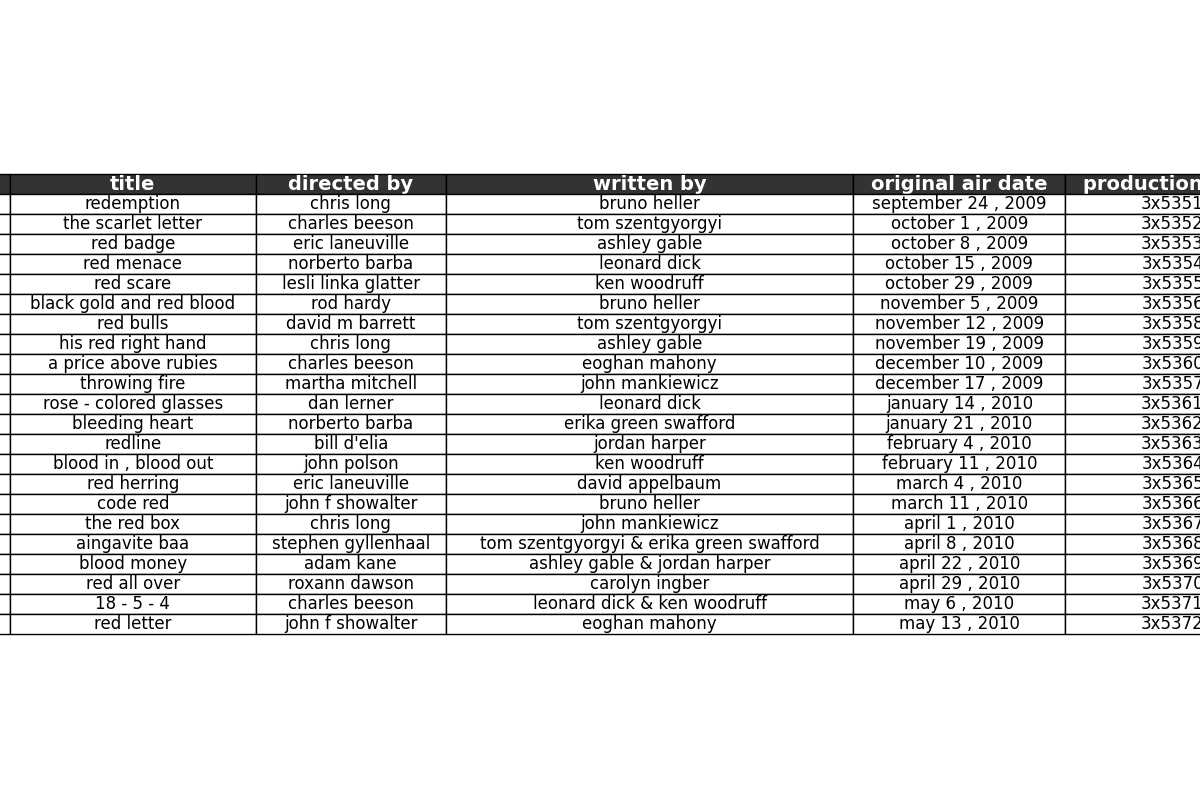 title directed by written by original air date production
redemption chris long bruno heller september 24 , 2009 3x5351
the scarlet letter charles beeson tom szentgyorgyi october 1 , 2009 3x5352
red badge eric laneuville ashley gable october 8 , 2009 3x5353
red menace norberto barba leonard dick october 15 , 2009 3x5354
red scare lesli linka glatter ken woodruff october 29 , 2009 3x5355
black gold and red blood rod hardy bruno heller november 5 , 2009 3x5356
red bulls david m barrett tom szentgyorgyi november 12 , 2009 3x5358
his red right hand chris long ashley gable november 19 , 2009 3x5359
a price above rubies charles beeson eoghan mahony december 10 , 2009 3x5360
throwing fire martha mitchell john mankiewicz december 17 , 2009 3x5357
rose - colored glasses dan lerner leonard dick january 14 , 2010 3x5361
bleeding heart norberto barba erika green swafford january 21 , 2010 3x5362
redline bill d'elia jordan harper february 4 , 2010 3x5363
blood in , blood out john polson ken woodruff february 11 , 2010 3x5364
red herring eric laneuville david appelbaum march 4 , 2010 3x5365
code red john f showalter bruno heller march 11 , 2010 3x5366
the red box chris long john mankiewicz april 1 , 2010 3x5367
aingavite baa stephen gyllenhaal tom szentgyorgyi & erika green swafford april 8 , 2010 3x5368
blood money adam kane ashley gable & jordan harper april 22 , 2010 3x5369
red all over roxann dawson carolyn ingber april 29 , 2010 3x5370
18 - 5 - 4 charles beeson leonard dick & ken woodruff may 6 , 2010 3x5371
red letter john f showalter eoghan mahony may 13 , 2010 3x5372